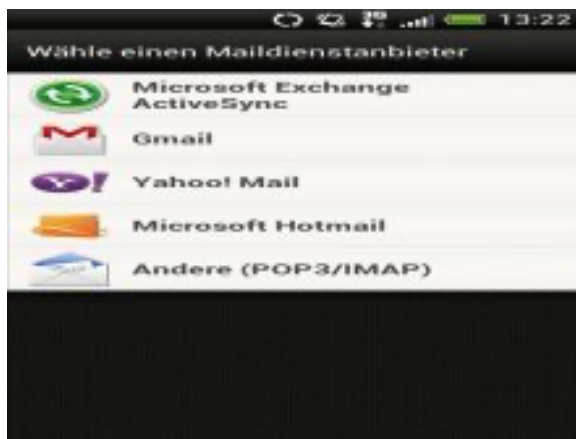 13:22
Wähle einen Maildienstanbieter
Microsoft Exchange
ActiveSync
Gmail
Yahoo! Mail
Microsoft Hotmail
Andere (POP3/IMAP)